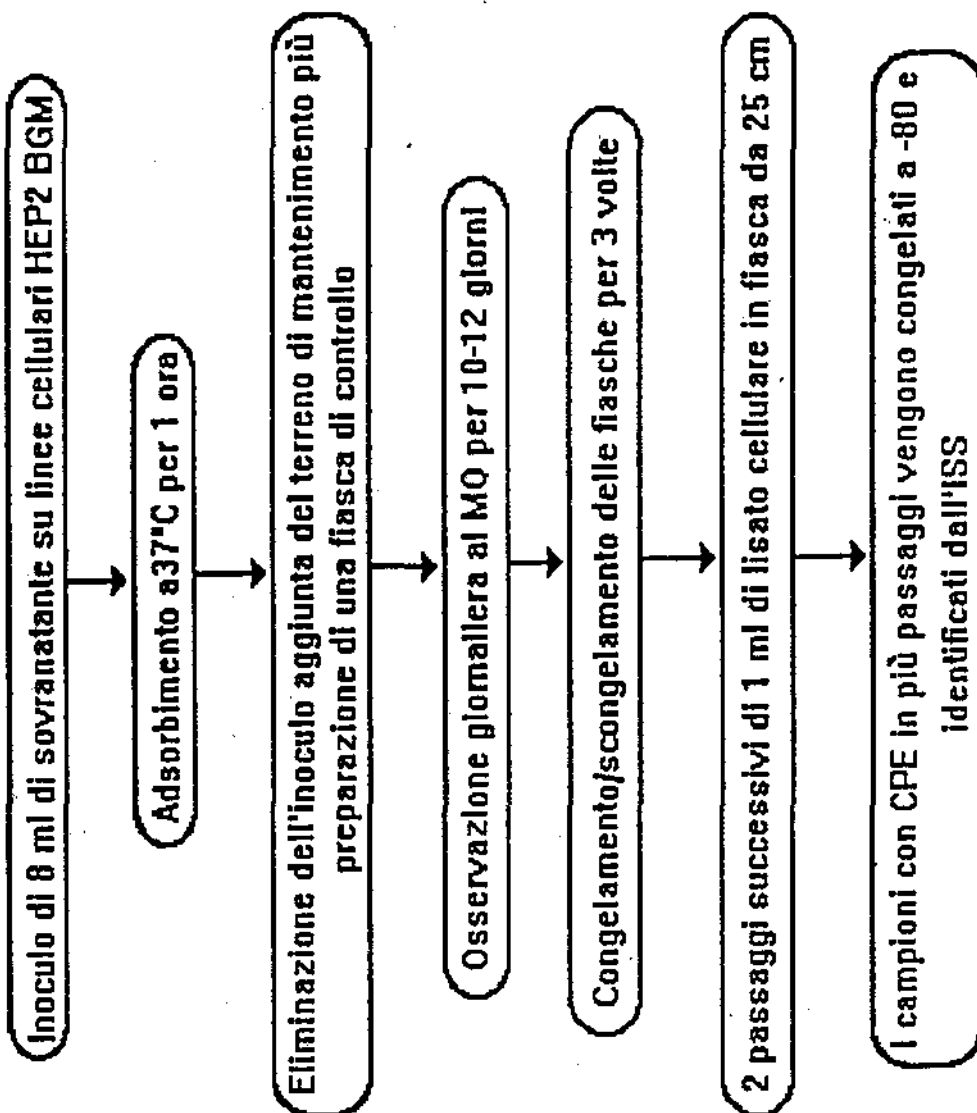 Inoculo di 8 ml di sovranatante su linee cellulari HEP2 BGM
Adsorbimento a 37"C per 1 ora
Eliminazione dell'inoculo aggiunta del terreno di mantenimento più
preparazione di una fiasca di controllo
Osservazione glomallera al MO per 10-12 giorni
Congelamento/scongelamento delle fiasche per 3 volte
2 passaggi successivi di 1 ml di lisato cellulare in fiasca da 25 cm
I campioni con CPE in più passaggi vengono congelati a -80 e
identificati dall'ISS